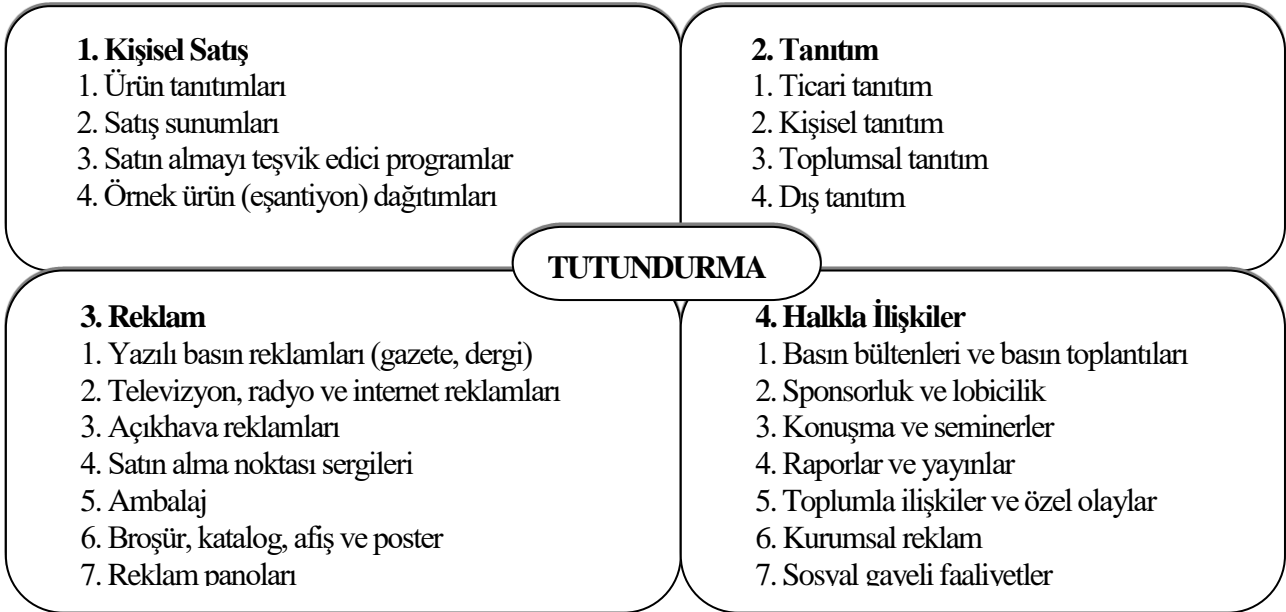 1. Kişisel Satış
1. Ürün tanıtımları
2. Satış sunumları
3. Satın almayı teşvik edici programlar
4. Örnek ürün (eşantiyon) dağıtımları
2. Tanıtım
1. Ticari tanıtım
2. Kişisel tanıtım
3. Toplumsal tanıtım
4. Dış tanıtım
TUTUNDURMA
3. Reklam
1. Yazılı basın reklamları (gazete, dergi)
2. Televizyon, radyo ve internet reklamları
3. Açıkhava reklamları
4. Satın alma noktası sergileri
5. Ambalaj
6. Broşür, katalog, afiş ve poster
7. Reklam panoları
4. Halkla İlişkiler
1. Basın bültenleri ve basın toplantıları
2. Sponsorluk ve lobicilik
3. Konuşma ve seminerler
4. Raporlar ve yayınlar
5. Toplumla ilişkiler ve özel olaylar
6. Kurumsal reklam
7. Sosyal gayeli faaliyetler